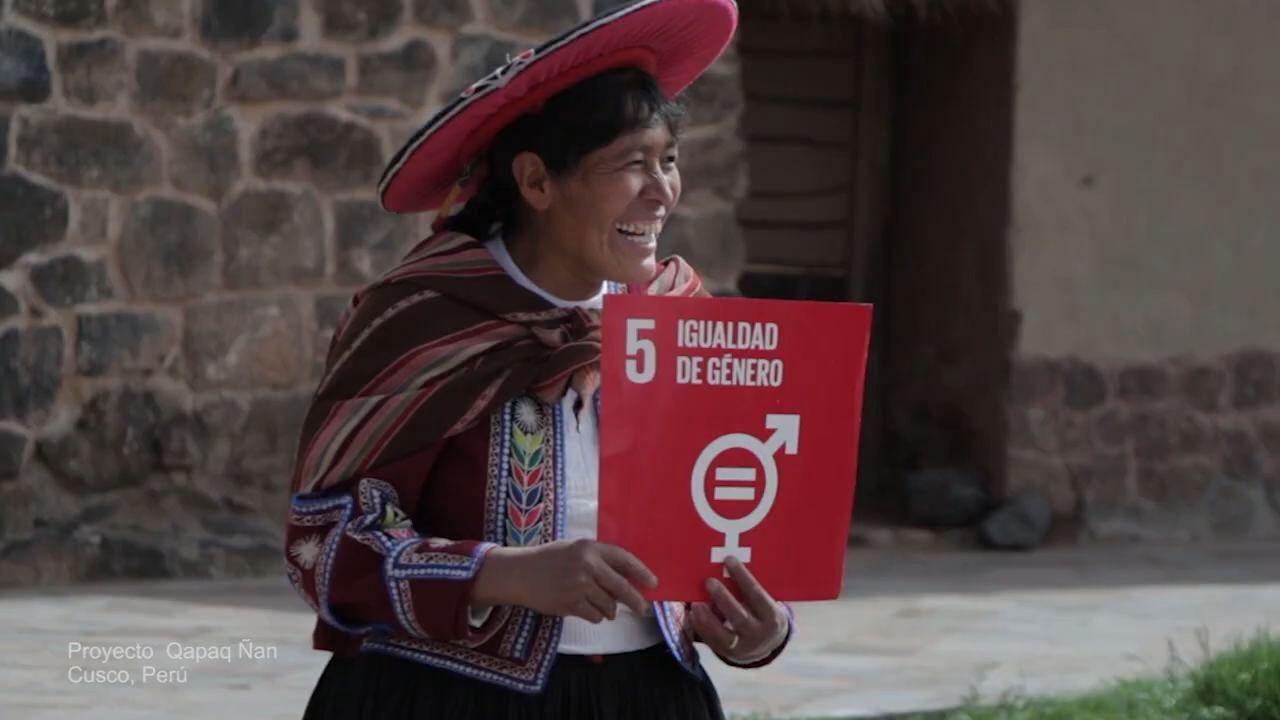 5
IGUALDAD
DE GÉNERO
Proyecto Qapaq Ñan
Cusco, Perú